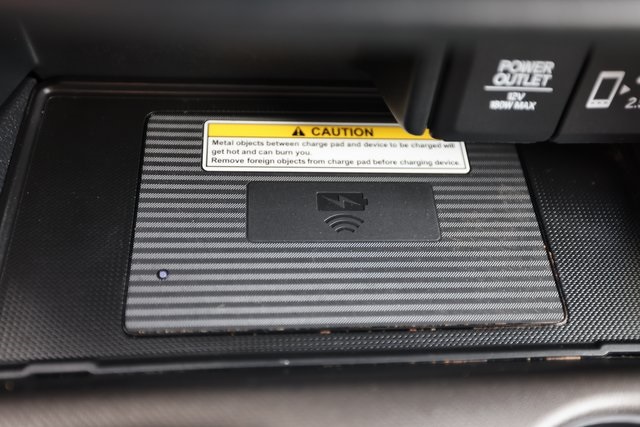 POWER
OUTLET
12V
180W MAX
CAUTION
Metal objects between charge pad and device to be charged will
get hot and can burn you.
Remove foreign objects from charge pad before charging device.